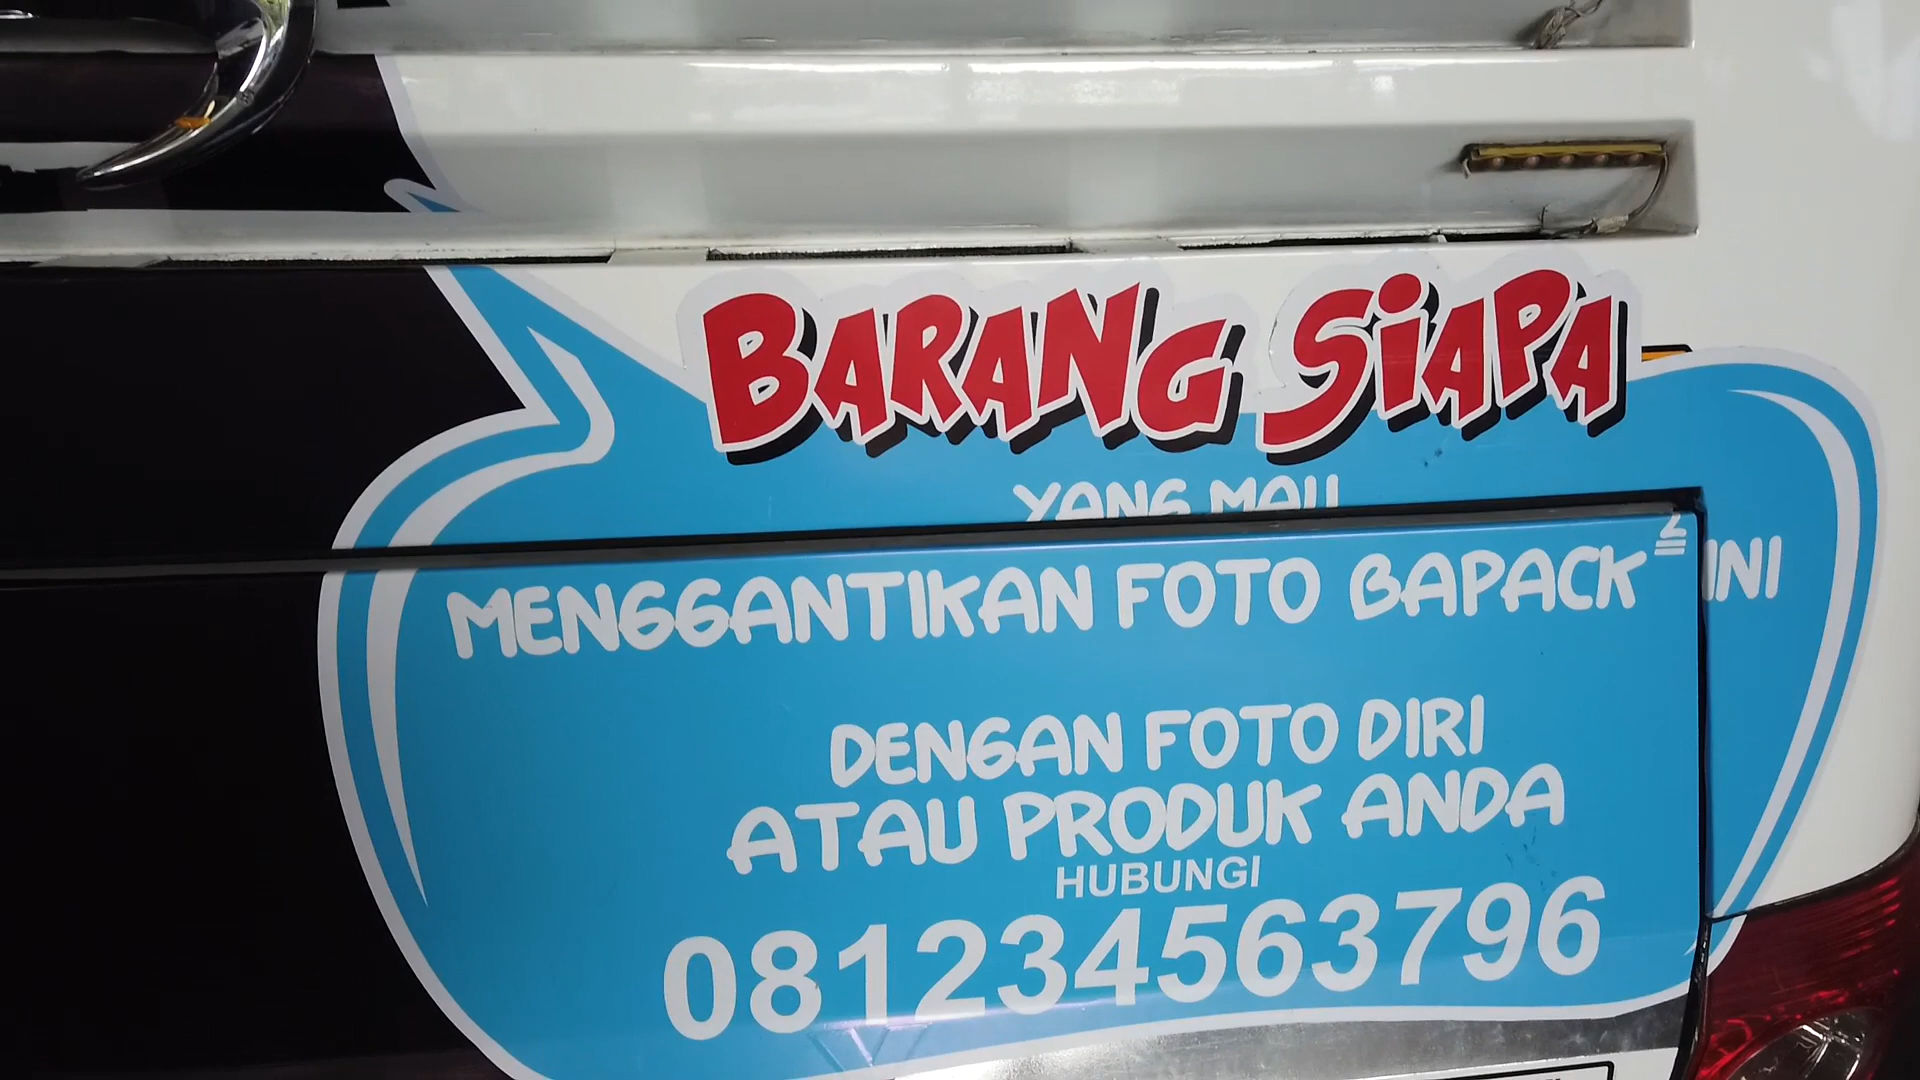 BARANG SIAPA
YANG MAU
MENGGANTIKAN FOTO BAPACK² INI
DENGAN FOTO DIRI
ATAU PRODUK ANDA
HUBUNGI
081234563796